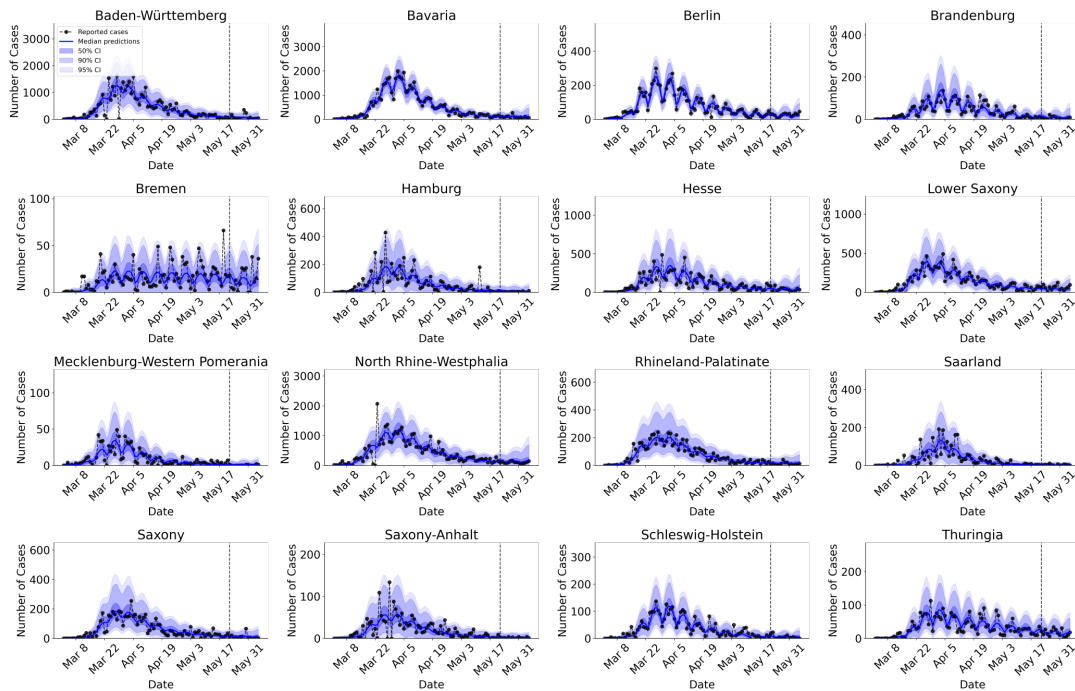 Baden-Württemberg
Number of Cases
3000
2000
1000
0
Reported cases
Median predictions
50% CI
90% CI
95% CI
Mar 8 Mar 22 Apr 5 Apr 19 May 3 May 17 May 31
Date
Bavaria
Number of Cases
3000
2000
1000
0
Mar 8 Mar 22 Apr 5 Apr 19 May 3 May 17 May 31
Date
Berlin
Number of Cases
400
200
0
Mar 8 Mar 22 Apr 5 Apr 19 May 3 May 17 May 31
Date
Brandenburg
Number of Cases
300
200
100
0
Mar 8 Mar 22 Apr 5 Apr 19 May 3 May 17 May 31
Date
Bremen
Number of Cases
100
50
0
Mar 8 Mar 22 Apr 5 Apr 19 May 3 May 17 May 31
Date
Hamburg
Number of Cases
600
400
200
0
Mar 8 Mar 22 Apr 5 Apr 19 May 3 May 17 May 31
Date
Hesse
Number of Cases
1000
500
0
Mar 8 Mar 22 Apr 5 Apr 19 May 3 May 17 May 31
Date
Lower Saxony
Number of Cases
1000
500
0
Mar 8 Mar 22 Apr 5 Apr 19 May 3 May 17 May 31
Date
Mecklenburg-Western Pomerania
Number of Cases
100
50
0
Mar 8 Mar 22 Apr 5 Apr 19 May 3 May 17 May 31
Date
North Rhine-Westphalia
Number of Cases
3000
2000
1000
0
Mar 8 Mar 22 Apr 5 Apr 19 May 3 May 17 May 31
Date
Rhineland-Palatinate
Number of Cases
600
400
200
0
Mar 8 Mar 22 Apr 5 Apr 19 May 3 May 17 May 31
Date
Saarland
Number of Cases
400
200
0
Mar 8 Mar 22 Apr 5 Apr 19 May 3 May 17 May 31
Date
Saxony
Number of Cases
600
400
200
0
Mar 8 Mar 22 Apr 5 Apr 19 May 3 May 17 May 31
Date
Saxony-Anhalt
Number of Cases
200
100
0
Mar 8 Mar 22 Apr 5 Apr 19 May 3 May 17 May 31
Date
Schleswig-Holstein
Number of Cases
300
200
100
0
Mar 8 Mar 22 Apr 5 Apr 19 May 3 May 17 May 31
Date
Thuringia
Number of Cases
200
100
0
Mar 8 Mar 22 Apr 5 Apr 19 May 3 May 17 May 31
Date